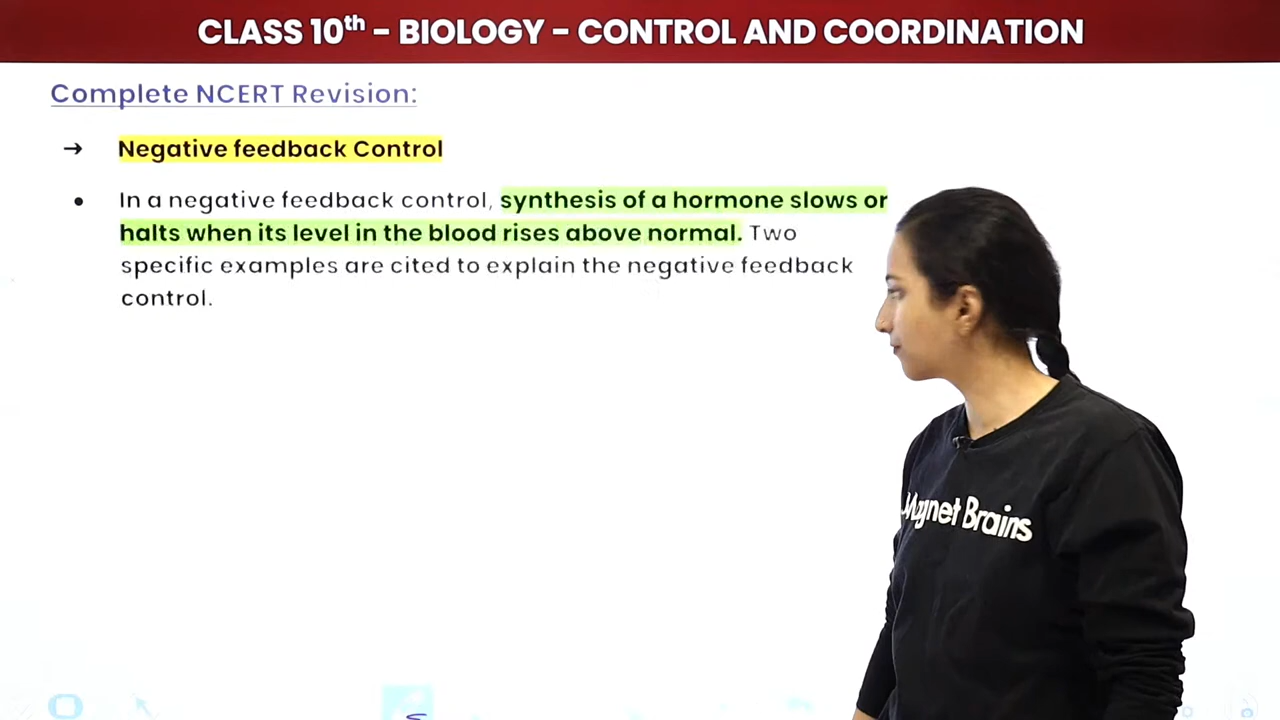 CLASS 10th - BIOLOGY - CONTROL AND COORDINATION
Complete NCERT Revision:
→ Negative feedback Control
• In a negative feedback control, synthesis of a hormone slows or
halts when its level in the blood rises above normal. Two
specific examples are cited to explain the negative feedback
control.
Magnet Brains